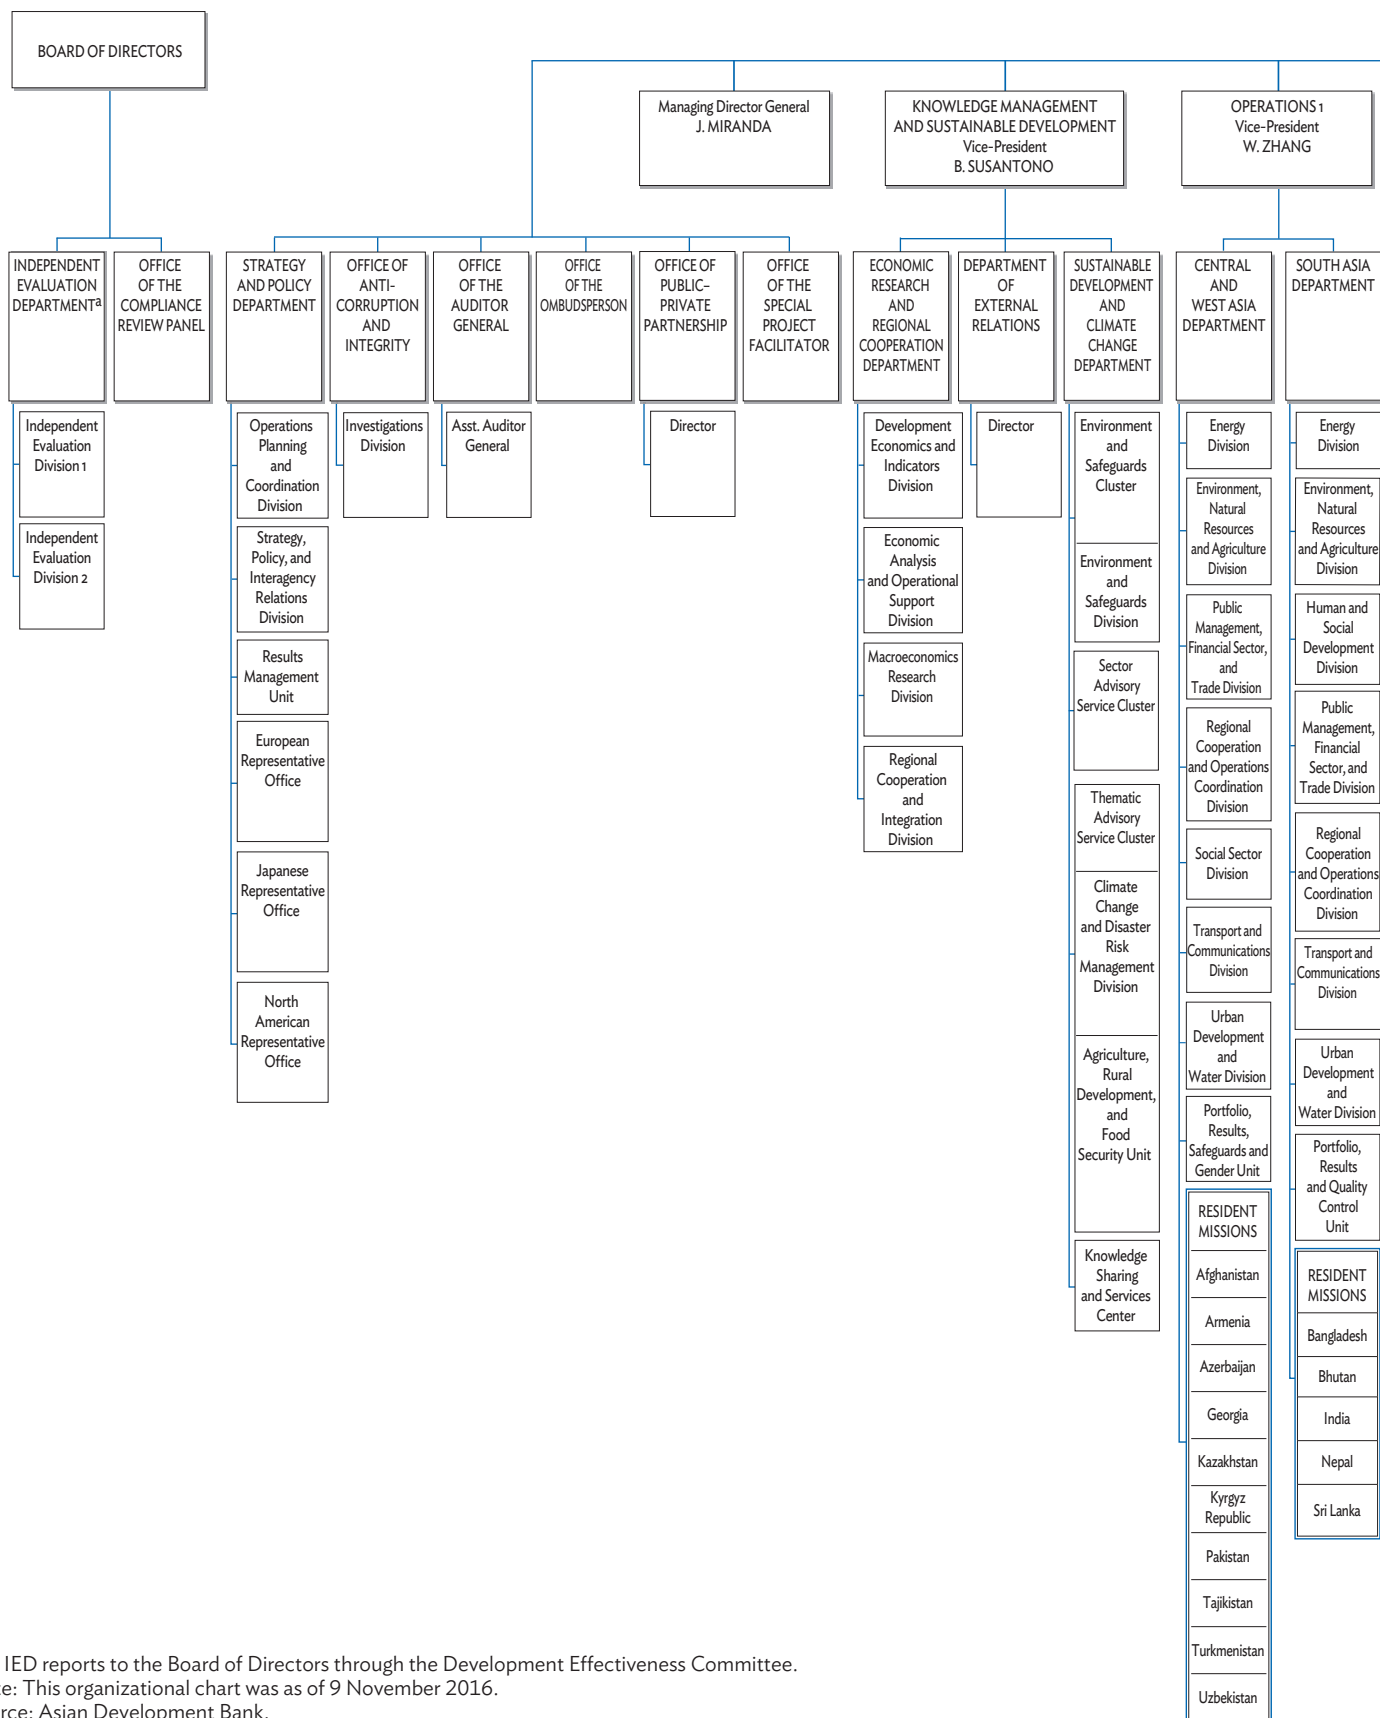 BOARD OF DIRECTORS
Managing Director General
J. MIRANDA
KNOWLEDGE MANAGEMENT
AND SUSTAINABLE DEVELOPMENT
Vice-President
B. SUSANTONO
OPERATIONS 1
Vice-President
W. ZHANG
INDEPENDENT
EVALUATION
DEPARTMENTª
OFFICE
OF THE
COMPLIANCE
REVIEW PANEL
STRATEGY
AND POLICY
DEPARTMENT
OFFICE OF
ANTI-
CORRUPTION
AND
INTEGRITY
OFFICE
OF THE
AUDITOR
GENERAL
OFFICE
OF THE
OMBUDSPERSON
OFFICE OF
PUBLIC–
PRIVATE
PARTNERSHIP
OFFICE
OF THE
SPECIAL
PROJECT
FACILITATOR
ECONOMIC
RESEARCH
AND
REGIONAL
COOPERATION
DEPARTMENT
DEPARTMENT
OF
EXTERNAL
RELATIONS
SUSTAINABLE
DEVELOPMENT
AND
CLIMATE
CHANGE
DEPARTMENT
CENTRAL
AND
WEST ASIA
DEPARTMENT
SOUTH ASIA
DEPARTMENT
Independent
Evaluation
Division 1
Independent
Evaluation
Division 2
Operations
Planning
and
Coordination
Division
Strategy,
Policy, and
Interagency
Relations
Division
Results
Management
Unit
European
Representative
Office
Japanese
Representative
Office
North
American
Representative
Office
Investigations
Division
Asst. Auditor
General
Director
Development
Economics and
Indicators
Division
Economic
Analysis
and Operational
Support
Division
Macroeconomics
Research
Division
Regional
Cooperation
and
Integration
Division
Director
Environment
and
Safeguards
Cluster
Environment
and
Safeguards
Division
Sector
Advisory
Service Cluster
Thematic
Advisory
Service Cluster
Climate
Change
and Disaster
Risk
Management
Division
Agriculture,
Rural
Development,
and
Food
Security Unit
Knowledge
Sharing
and Services
Center
Energy
Division
Environment,
Natural
Resources
and Agriculture
Division
Public
Management,
Financial Sector,
and
Trade Division
Regional
Cooperation
and Operations
Coordination
Division
Social Sector
Division
Transport and
Communications
Division
Urban
Development
and
Water Division
Portfolio,
Results,
Safeguards and
Gender Unit
RESIDENT
MISSIONS
Afghanistan
Armenia
Azerbaijan
Georgia
Kazakhstan
Kyrgyz
Republic
Pakistan
Tajikistan
Turkmenistan
Uzbekistan
Energy
Division
Environment,
Natural
Resources
and Agriculture
Division
Human and
Social
Development
Division
Public
Management,
Financial
Sector, and
Trade Division
Regional
Cooperation
and Operations
Coordination
Division
Transport and
Communications
Division
Urban
Development
and
Water Division
Portfolio,
Results
and Quality
Control
Unit
RESIDENT
MISSIONS
Bangladesh
Bhutan
India
Nepal
Sri Lanka
IED reports to the Board of Directors through the Development Effectiveness Committee.
This organizational chart was as of 9 November 2016.
Asian Development Bank.